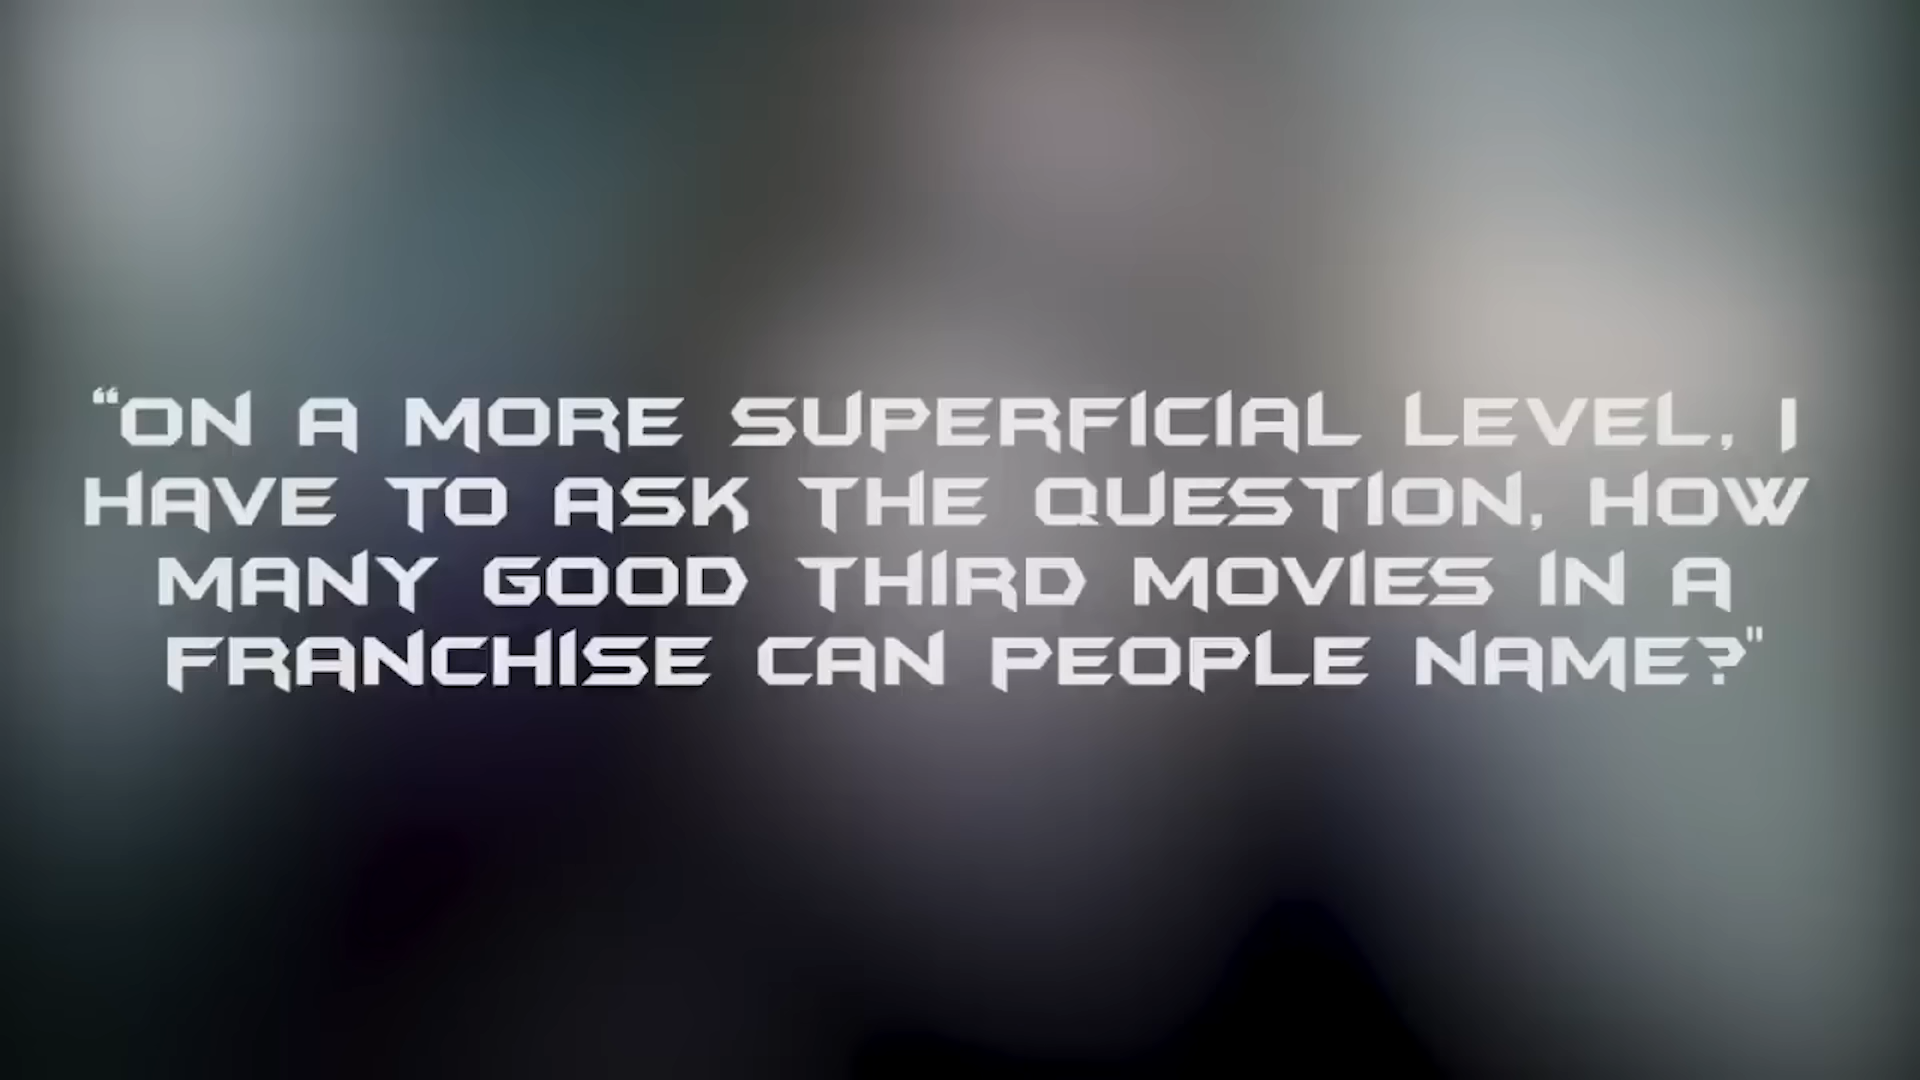 “ON A MORE SUPERFICIAL LEVEL, I
HAVE TO ASK THE QUESTION, HOW
MANY GOOD THIRD MOVIES IN A
FRANCHISE CAN PEOPLE NAME?"